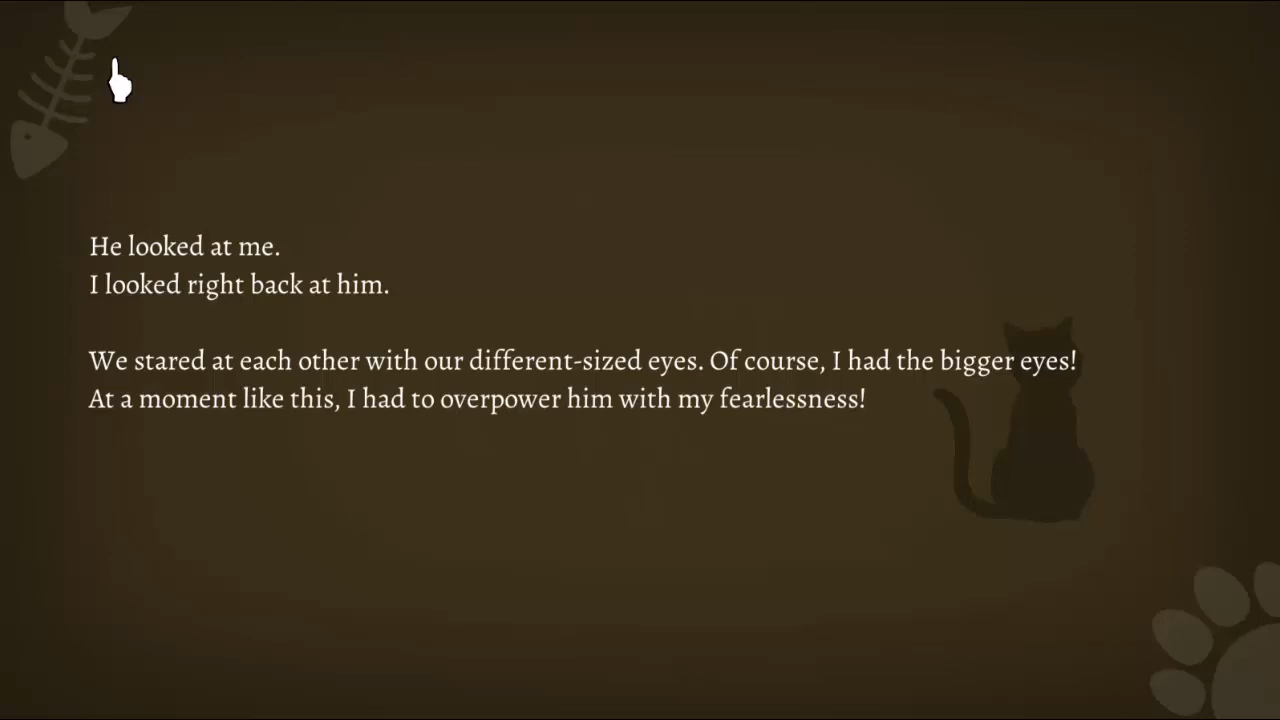 He looked at me.
I looked right back at him.
We stared at each other with our different-sized eyes. Of course, I had the bigger eyes!
At a moment like this, I had to overpower him with my fearlessness!